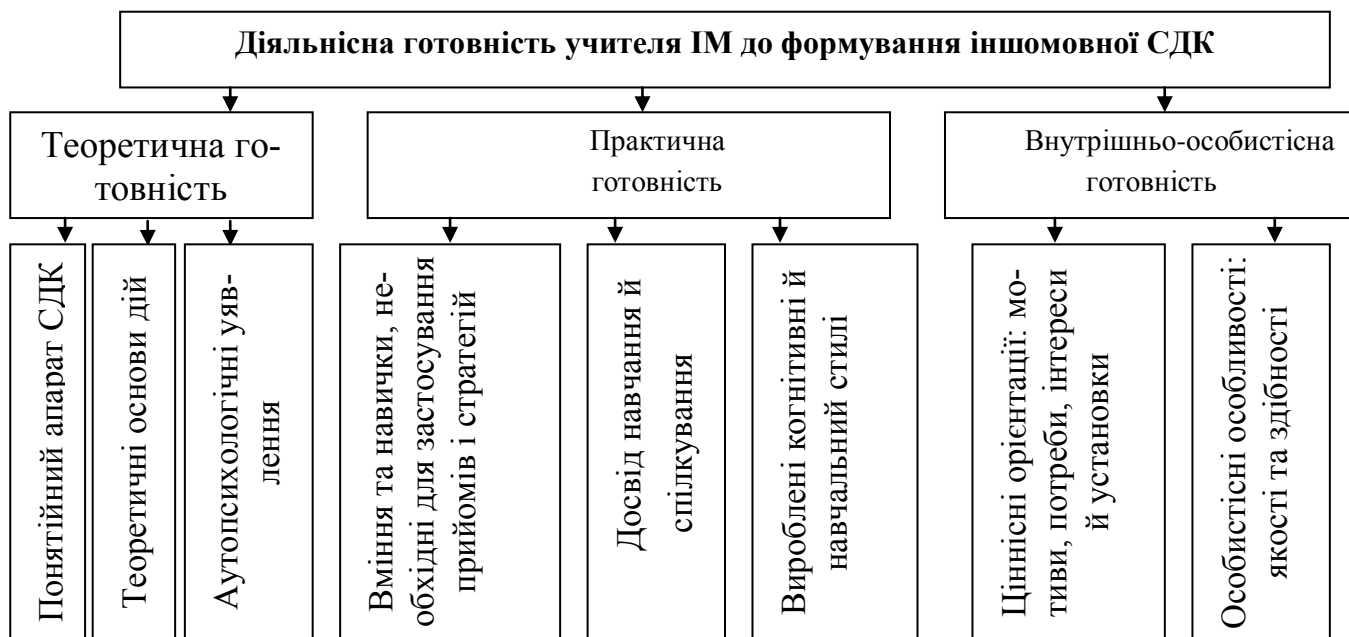 Діяльнісна готовність учителя ІМ до формування іншомовної СДК
Теоретична го-
товність
Практична
готовність
Внутрішньо-особистісна
готовність
Понятійний апарат СДК
Теоретичні основи дій
Аутопсихологічні уяв-
лення
Вміння та навички, не-
обхідні для застосування
прийомів і стратегій
Досвід навчання й
спілкування
Вироблені когнітивні й
навчальний стилі
Ціннісні орієнтації: мо-
тиви, потреби, інтереси
й установки
Особистісні особливості:
якості та здібності